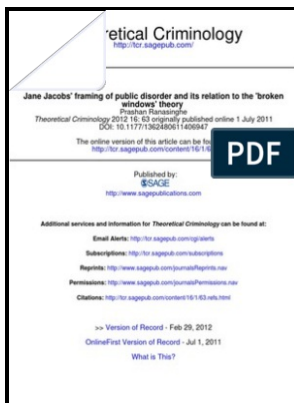 retical Criminology
http://tcr.sagepub.com/
Jane Jacobs' framing of public disorder and its relation to the 'broken
windows' theory
Prashan Ranasinghe
Theoretical Criminology 2012 16: 63 originally published online 1 July 2011
DOI: 10.1177/1362480611406947
The online version of this article can be fou
http://tcr.sagepub.com/content/16/1/6
PDF
Published by:
SAGE
http://www.sagepublications.com
Additional services and information for Theoretical Criminology can be found at:
Email Alerts: http://tcr.sagepub.com/cgi/alerts
Subscriptions: http://tcr.sagepub.com/subscriptions
Reprints: http://www.sagepub.com/journalsReprints.nav
Permissions: http://www.sagepub.com/journalsPermissions.nav
Citations: http://tcr.sagepub.com/content/16/1/63.refs.html
>> Version of Record - Feb 29, 2012
OnlineFirst Version of Record - Jul 1, 2011
What is This?